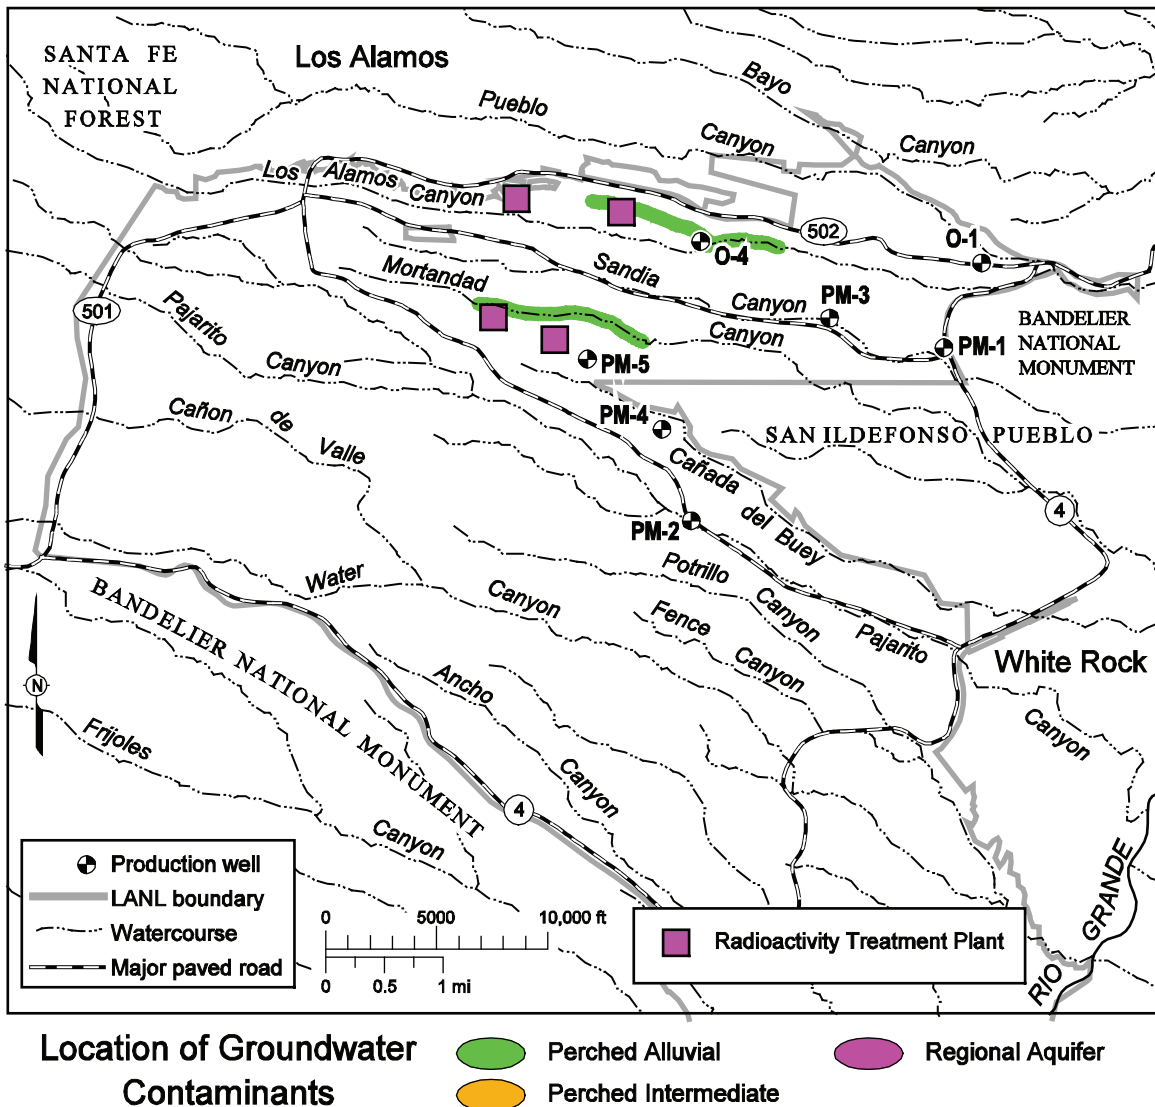 SANTA FE
NATIONAL
FOREST
Los Alamos
Bayo
Canyon
Pueblo
Canyon
Los Alamos
Canyon
502
O-1
O-4
Sandia
Canyon
PM-3
Mortandad
Canyon
501
Pajarito
Canyon
PM-1
BANDELIER
NATIONAL
MONUMENT
PM-5
PM-4
Cañon de Valle
SAN ILDEFONSO PUEBLO
Cañada del Buey
4
PM-2
Water
Canyon
Potrillo
Canyon
Fence
Canyon
Pajarito
White Rock
Canyon
BANDELIER NATIONAL MONUMENT
N
Ancho
Canyon
Frijoles
Canyon
4
RIO GRANDE
Production well
LANL boundary
Watercourse
Major paved road
0 5000 10,000 ft
0 0.5 1 mi
Radioactivity Treatment Plant
Location of Groundwater
Contaminants
Perched Alluvial
Perched Intermediate
Regional Aquifer